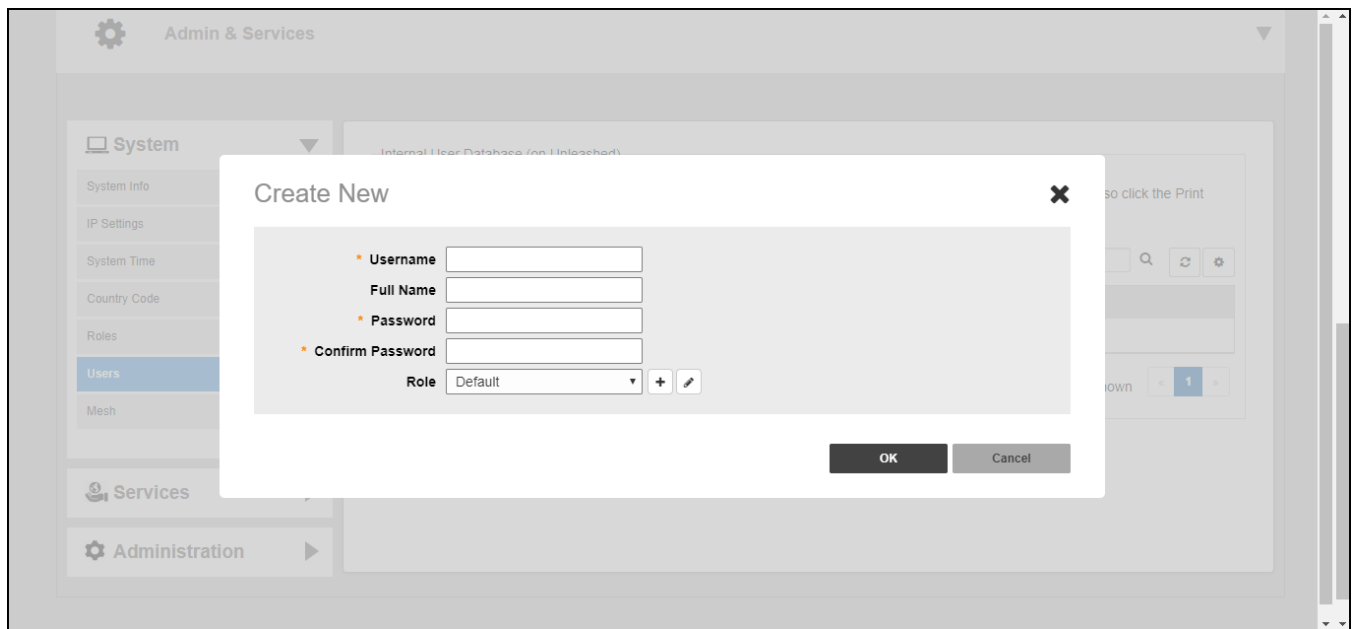 Admin & Services
System
Internal User Database (on Unleashed)
System Info
Create New
so click the Print
IP Settings
* Username
System Time
Full Name
Country Code
* Password
Roles
* Confirm Password
Users
Role Default
1
Mesh
OK Cancel
Services
Administration